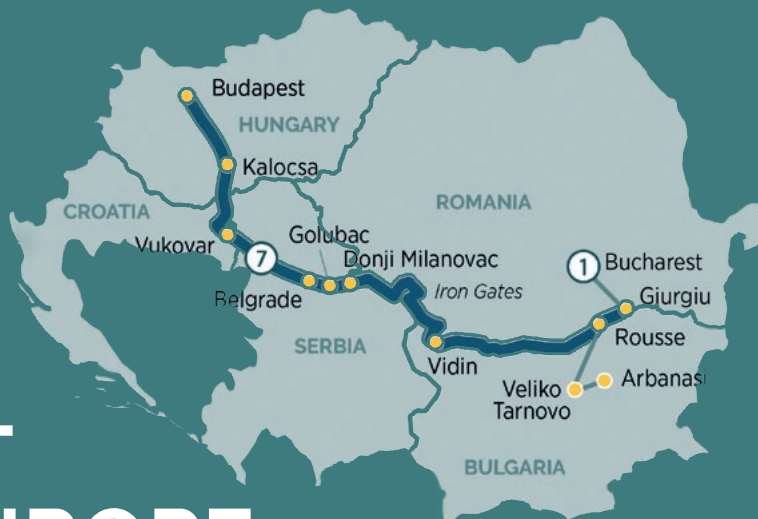 Budapest
HUNGARY
Kalocsa
ROMANIA
CROATIA
Vukovar
Golubac
7
Donji Milanovac
1
Bucharest
Iron Gates
Giurgiu
Belgrade
Rousse
SERBIA
Vidin
Arbanasi
Veliko
Tarnovo
BULGARIA